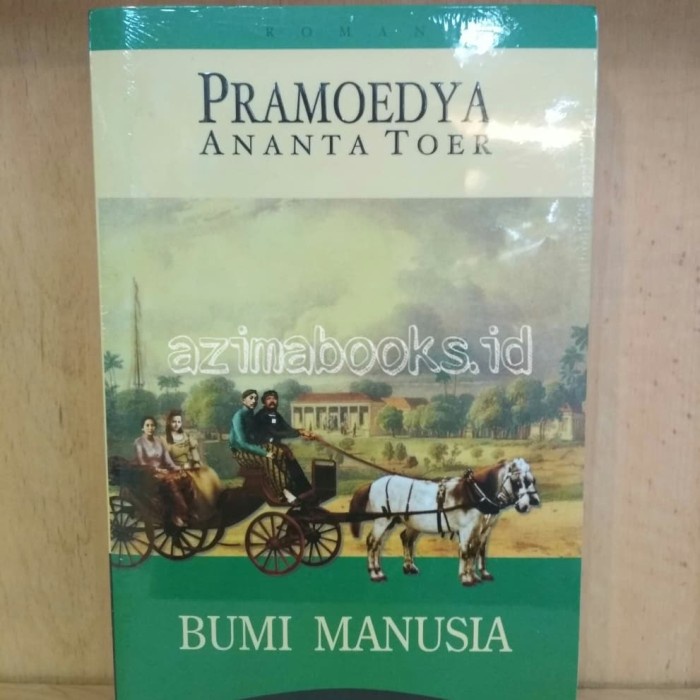 ROMAN
PRAMOEDYA
ANANTA TOER
azimabooks.id
BUMI MANUSIA